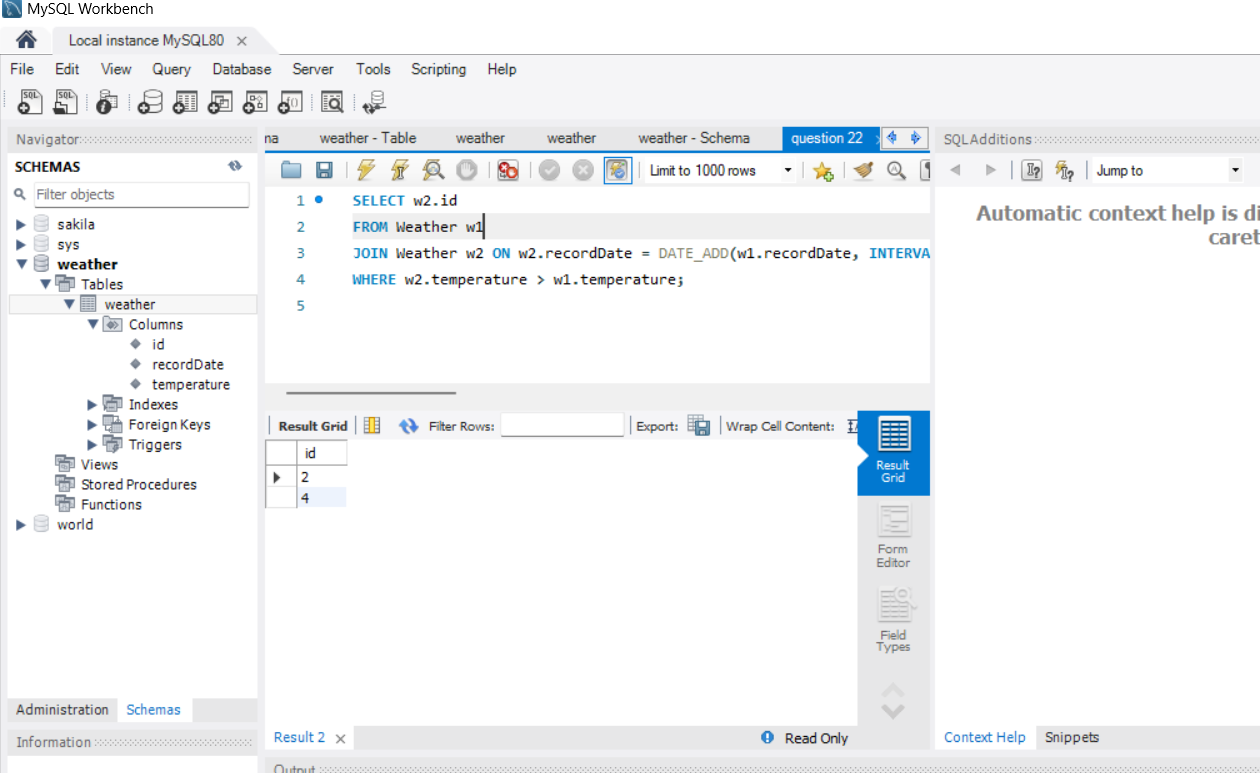 MySQL Workbench
Local instance MySQL80
File Edit View Query Database Server Tools Scripting Help
Navigator
SCHEMAS
Filter objects
sakila
sys
weather
Tables
weather
Columns
id
recordDate
temperature
Indexes
Foreign Keys
Triggers
Views
Stored Procedures
Functions
world
Administration Schemas
Information
na weather - Table weather weather weather - Schema question 22
Limit to 1000 rows
1 SELECT w2.id
2 FROM Weather w1
3 JOIN Weather w2 ON w2.recordDate = DATE_ADD(w1.recordDate, INTERVA
4 WHERE w2.temperature > w1.temperature;
5
Result Grid Filter Rows: Export: Wrap Cell Content:
id
2
4
Result Grid
Form Editor
Field Types
Result 2
Read Only
Output
SQLAdditions
Jump to
Automatic context help is di
caret
Context Help Snippets